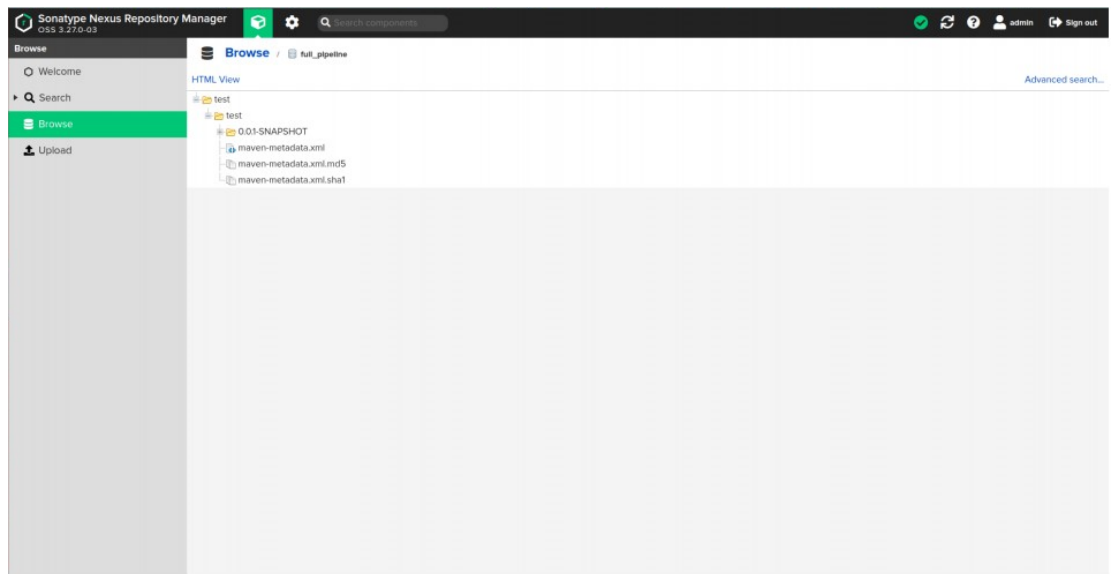 Sonatype Nexus Repository Manager
OSS 3.27.0-03
Search components
admin
Sign out
Browse
Browse / full_pipeline
Welcome
HTML View
Advanced search...
Search
test
test
Browse
0.0.1-SNAPSHOT
Upload
maven-metadata.xml
maven-metadata.xml.md5
maven-metadata.xml.sha1